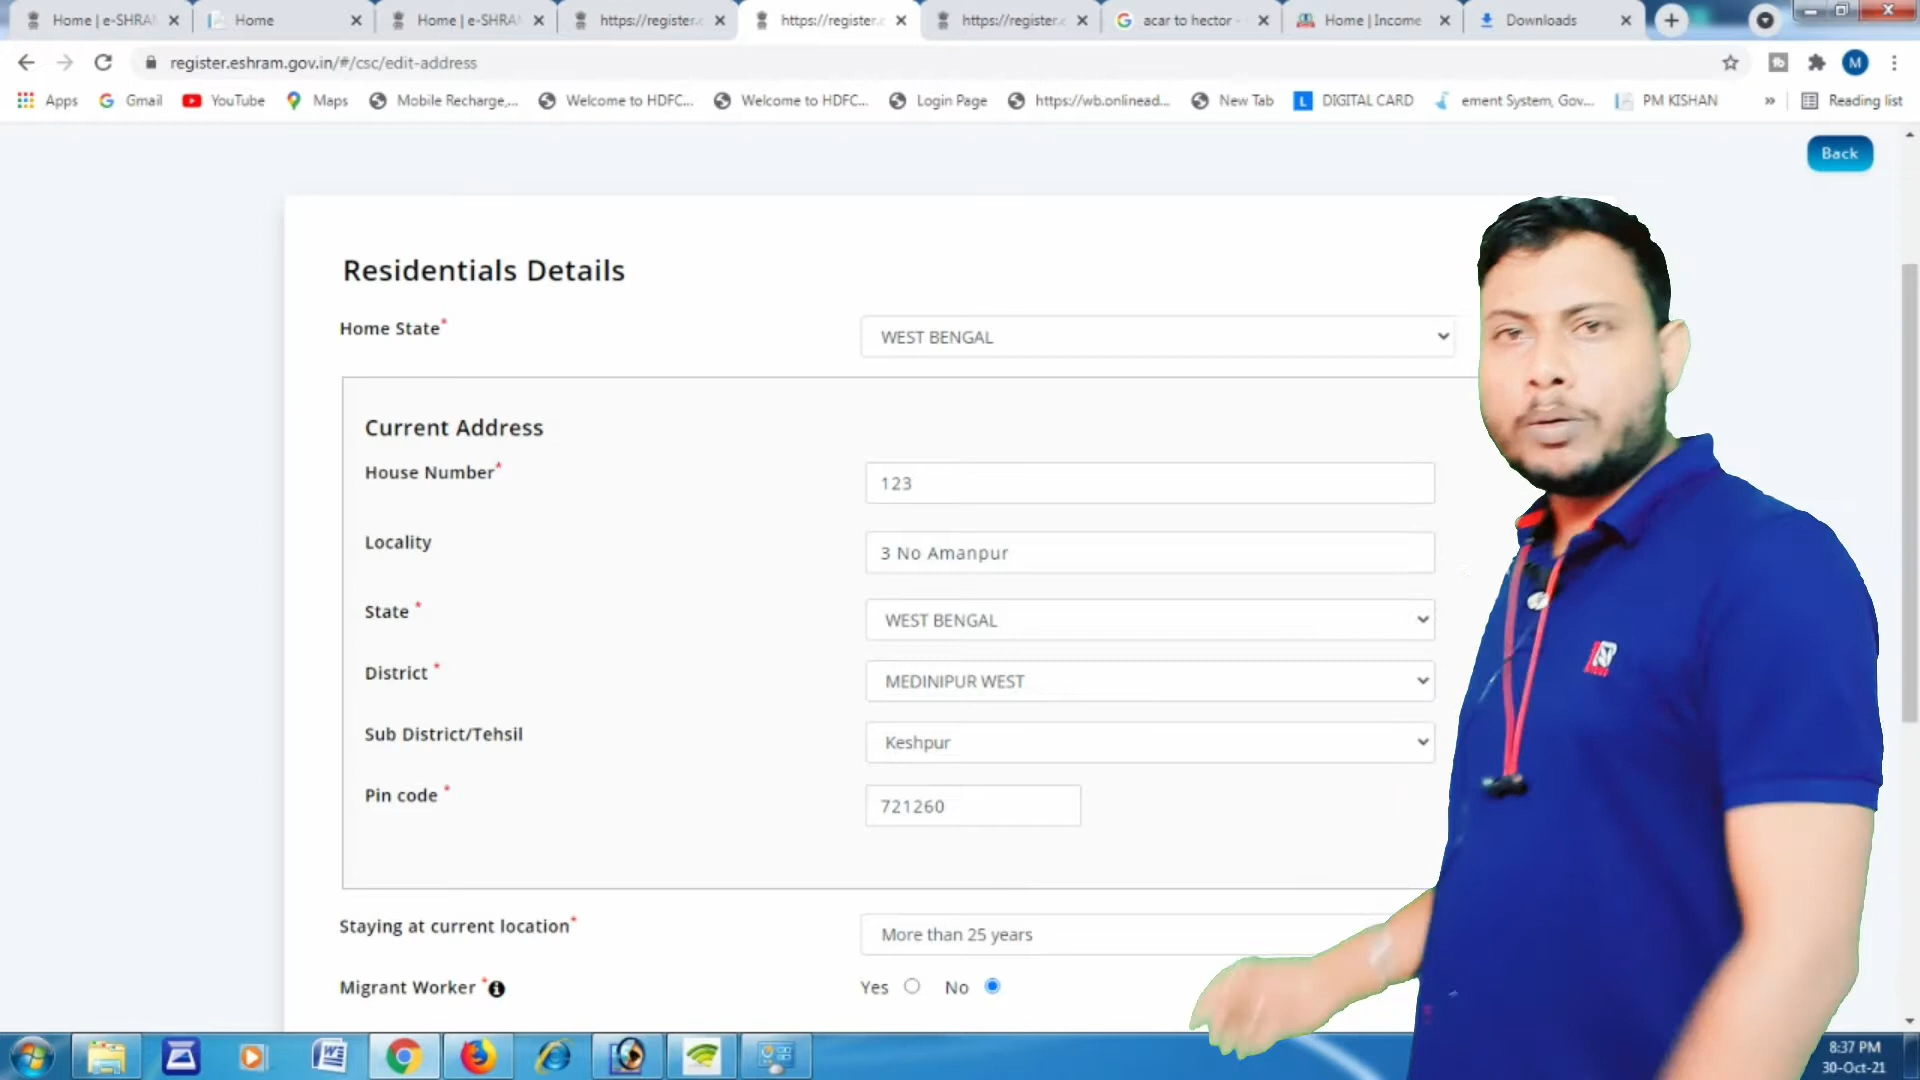 Home | e-SHRA
Home
Home | e-SHRA
https://register.
https://register.
https://register.
acar to hector -
Home | Income
Downloads
register.eshram.gov.in/#/csc/edit-address
M
Apps
Gmail
YouTube
Maps
Mobile Recharge,...
Welcome to HDFC...
Welcome to HDFC...
Login Page
https://wb.onlinead...
New Tab
L
DIGITAL CARD
ement System, Gov...
PM KISHAN
»
Reading list
Back
Residentials Details
Home State*
WEST BENGAL
Current Address
House Number*
123
Locality
3 No Amanpur
State *
WEST BENGAL
District *
MEDINIPUR WEST
Sub District/Tehsil
Keshpur
Pin code *
721260
Staying at current location*
More than 25 years
Migrant Worker *
Yes
No
8:37 PM
30-Oct-21